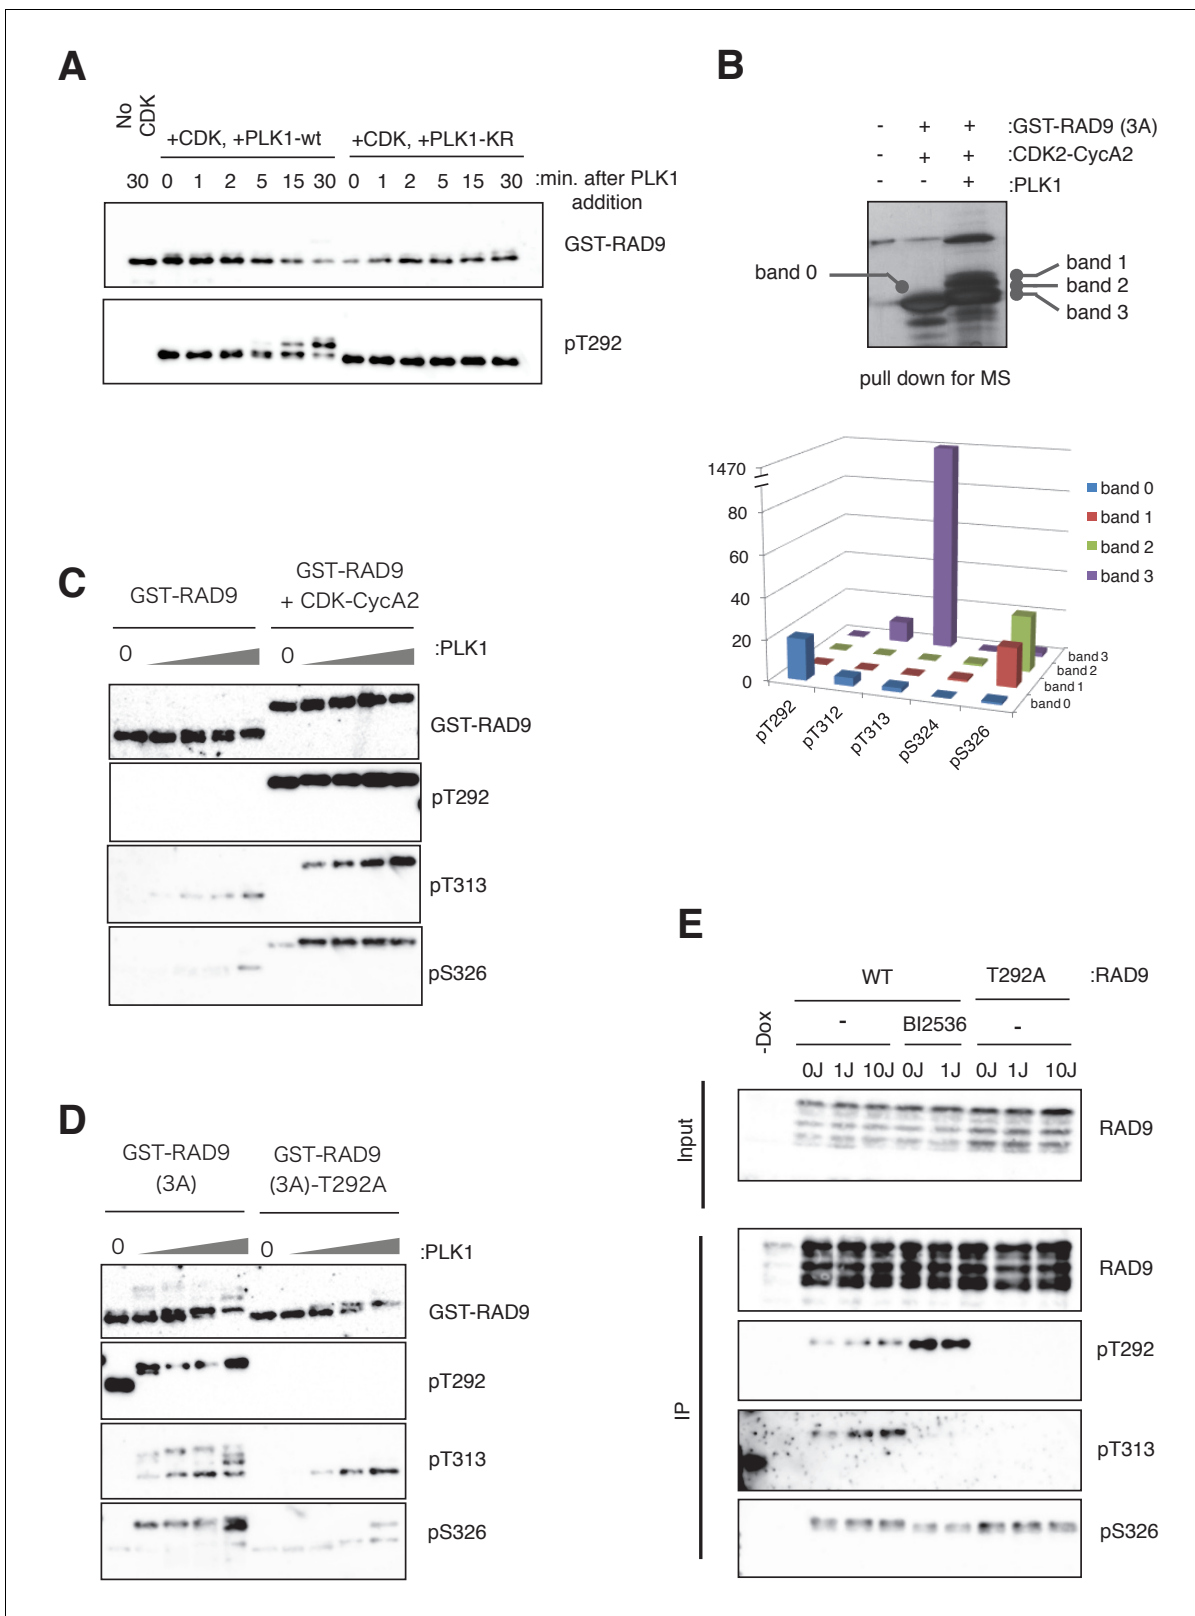 A
No CDK
+CDK, +PLK1-wt
+CDK, +PLK1-KR
30 0 1 2 5 15 30 0 1 2 5 15 30 :min. after PLK1 addition
GST-RAD9
pT292
B
- + + :GST-RAD9 (3A)
- + + :CDK2-CycA2
- - + :PLK1
band 0
band 1
band 2
band 3
pull down for MS
1470
80
60
40
20
0
pT292
pT312
pT313
pS324
pS326
band 3
band 2
band 1
band 0
band 0
band 1
band 2
band 3
C
GST-RAD9
GST-RAD9
+ CDK-CycA2
0 0 :PLK1
GST-RAD9
pT292
pT313
pS326
D
GST-RAD9
(3A)
GST-RAD9
(3A)-T292A
0 0 :PLK1
GST-RAD9
pT292
pT313
pS326
E
-Dox
WT T292A :RAD9
- BI2536 -
0J 1J 10J 0J 1J 0J 1J 10J
Input
RAD9
IP
RAD9
pT292
pT313
pS326